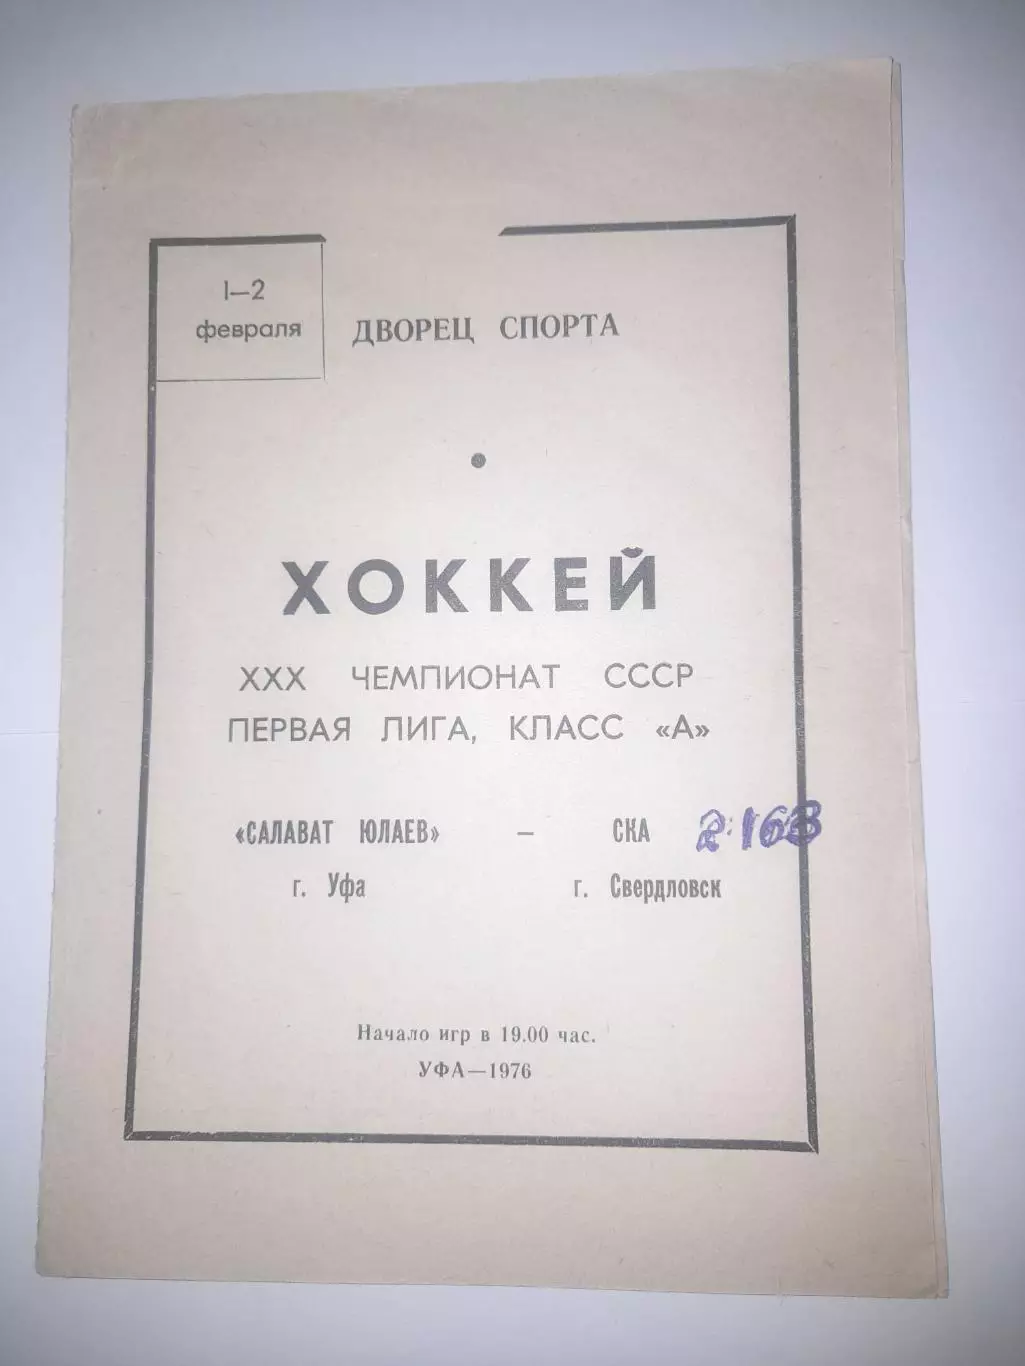 1—2
февраля
ДВОРЕЦ СПОРТА
ХОККЕЙ
XXX ЧЕМПИОНАТ СССР
ПЕРВАЯ ЛИГА, КЛАСС «А»
«САЛАВАТ ЮЛАЕВ» – СКА
г. Уфа г. Свердловск
Начало игр в 19.00 час.
УФА—1976